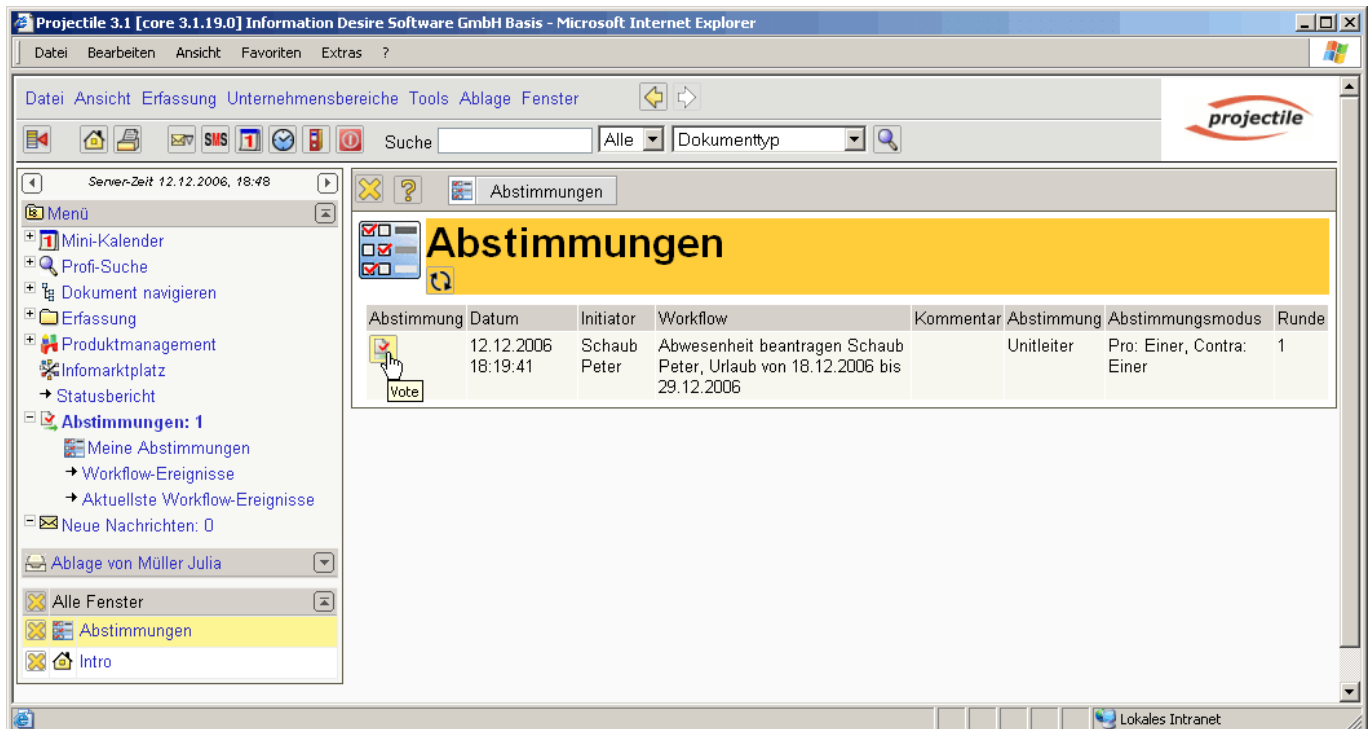 Projectile 3.1 [core 3.1.19.0] Information Desire Software GmbH Basis - Microsoft Internet Explorer
Datei Bearbeiten Ansicht Favoriten Extras ?
Datei Ansicht Erfassung Unternehmensbereiche Tools Ablage Fenster
projectile
SMS 1 Suche Alle Dokumenttyp
Server-Zeit 12.12.2006, 18:48
Menü
1 Mini-Kalender
Profi-Suche
Dokument navigieren
Erfassung
Produktmanagement
Infomarktplatz
Statusbericht
Abstimmungen: 1
Meine Abstimmungen
Workflow-Ereignisse
Aktuellste Workflow-Ereignisse
Neue Nachrichten: 0
Ablage von Müller Julia
Alle Fenster
Abstimmungen
Intro
? Abstimmungen
Abstimmungen
Abstimmung Datum Initiator Workflow Kommentar Abstimmung Abstimmungsmodus Runde
12.12.2006 Schaub Abwesenheit beantragen Schaub Unitleiter Pro: Einer, Contra: 1
18:19:41 Peter Peter, Urlaub von 18.12.2006 bis Einer
29.12.2006
Vote
Lokales Intranet